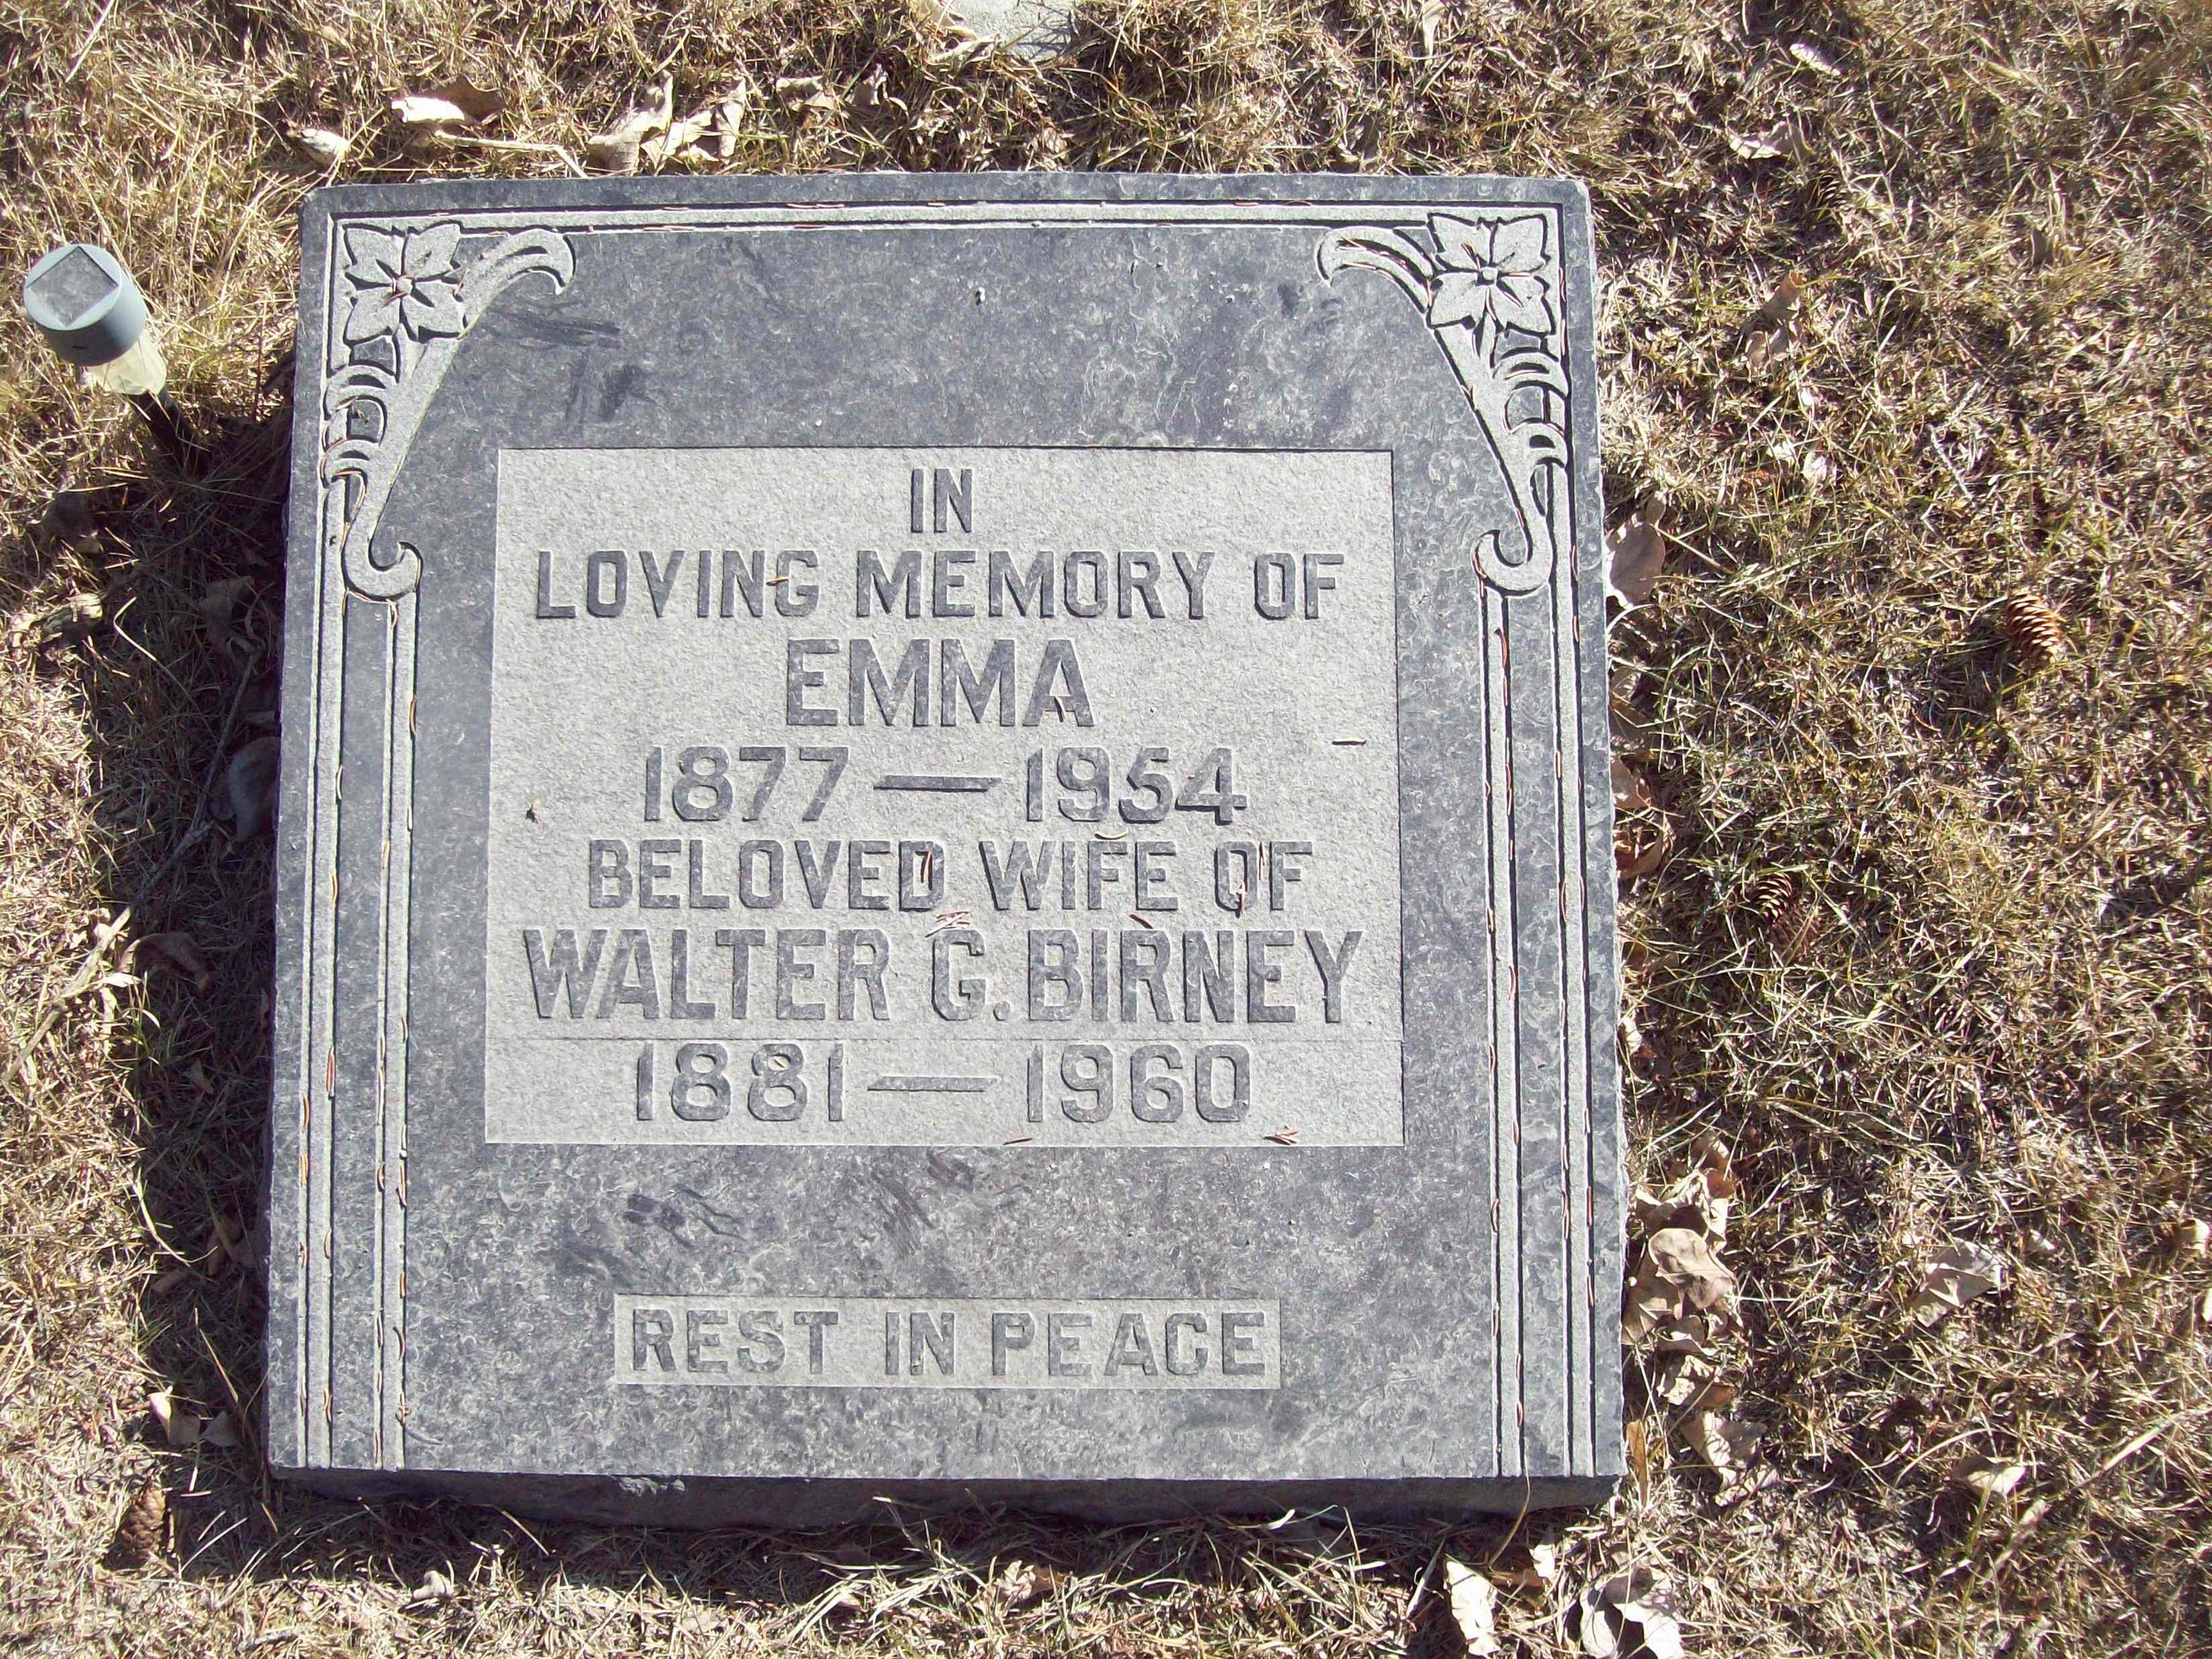 IN
LOVING MEMORY OF
EMMA
1877 — 1954
BELOVED WIFE OF
WALTER G. BIRNEY
1881 — 1960
REST IN PEACE